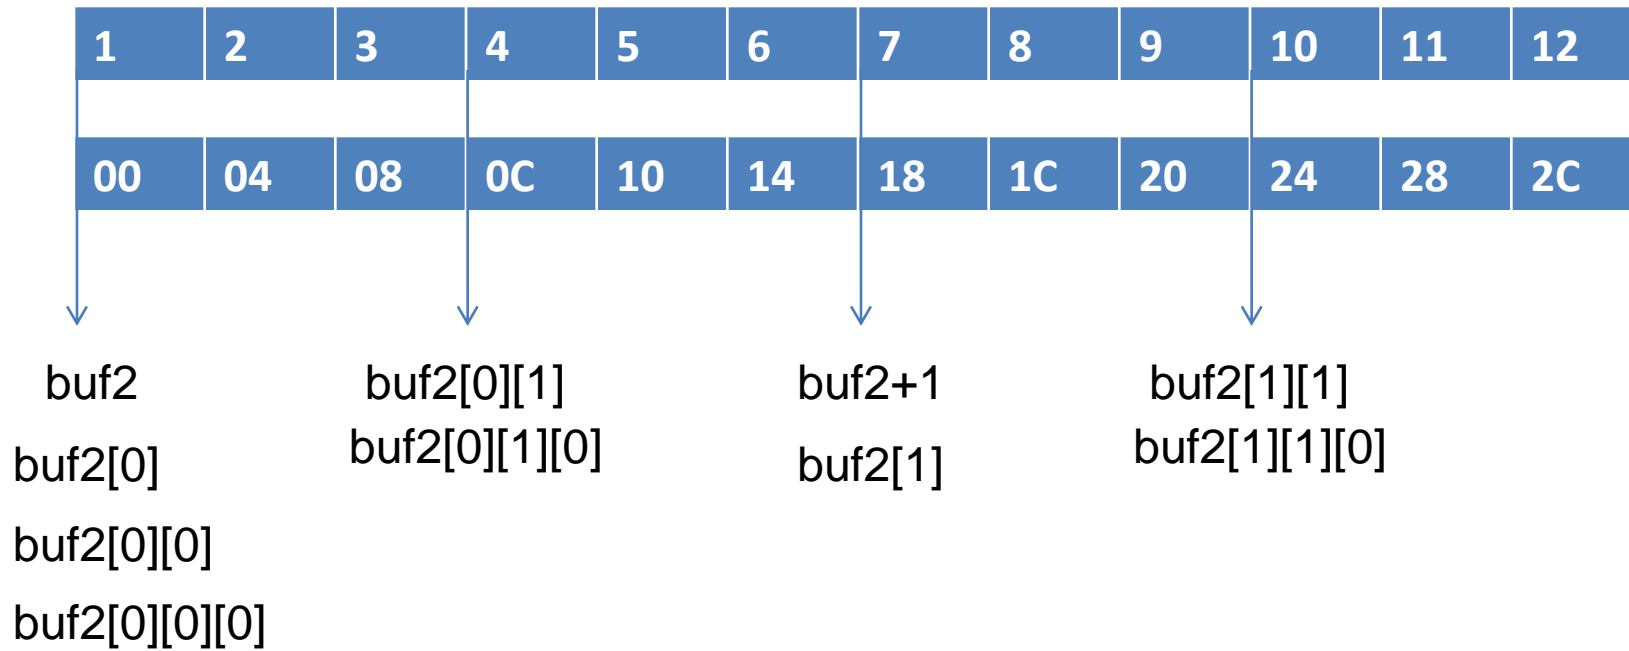 1 2 3 4 5 6 7 8 9 10 11 12
00 04 08 0C 10 14 18 1C 20 24 28 2C
buf2 buf2[0][1] buf2+1 buf2[1][1]
buf2[0] buf2[0][1][0] buf2[1] buf2[1][1][0]
buf2[0][0]
buf2[0][0][0]